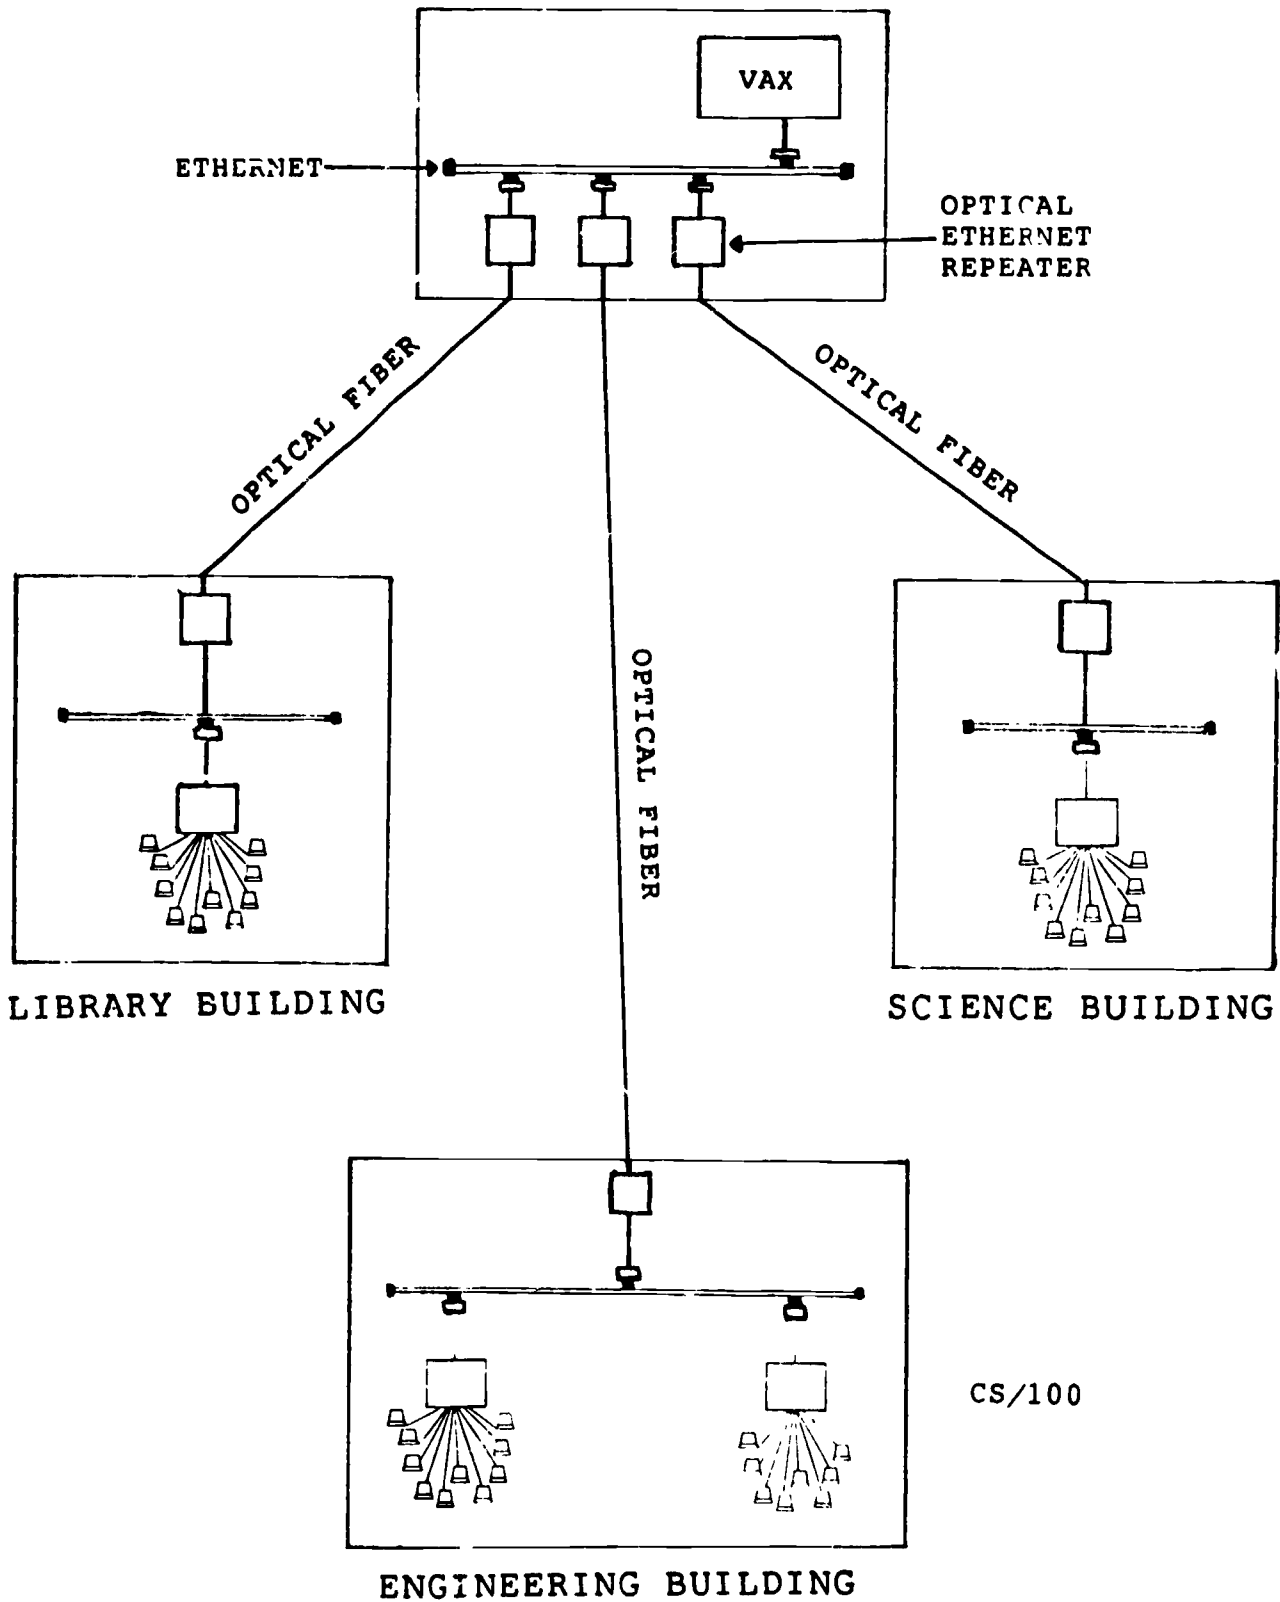 VAX
ETHERNET
OPTICAL
ETHERNET
REPEATER
OPTICAL FIBER
OPTICAL FIBER
OPTICAL FIBER
LIBRARY BUILDING
SCIENCE BUILDING
CS/100
ENGINEERING BUILDING